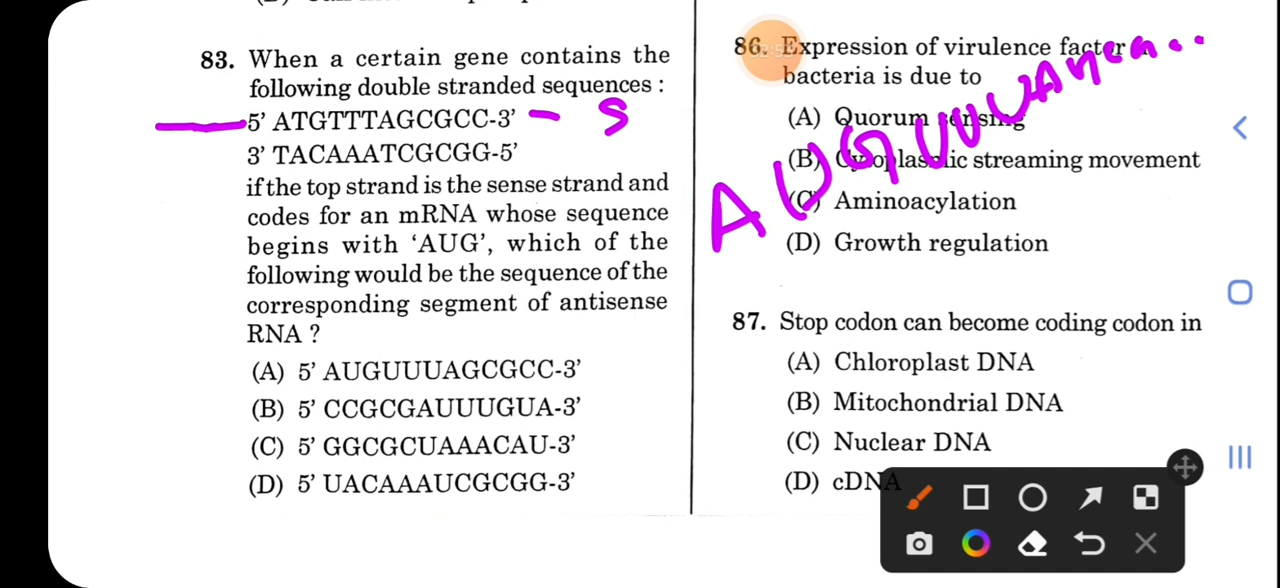 83. When a certain gene contains the
following double stranded sequences :
5’ ATGTTTAGCGCC-3’ - S
3’ TACAAATCGCGG-5’
if the top strand is the sense strand and
codes for an mRNA whose sequence
begins with ‘AUG’, which of the
following would be the sequence of the
corresponding segment of antisense
RNA ?
(A) 5’ AUGUUUAGCGCC-3’
(B) 5’ CCGCGAUUUGUA-3’
(C) 5’ GGCGCUAAACAU-3’
(D) 5’ UACAAAUCGCGG-3’
86. Expression of virulence factor
bacteria is due to
(A) Quorum sensing
(B) Cytoplasmic streaming movement
(C) Aminoacylation
(D) Growth regulation
87. Stop codon can become coding codon in
(A) Chloroplast DNA
(B) Mitochondrial DNA
(C) Nuclear DNA
(D) cDNA